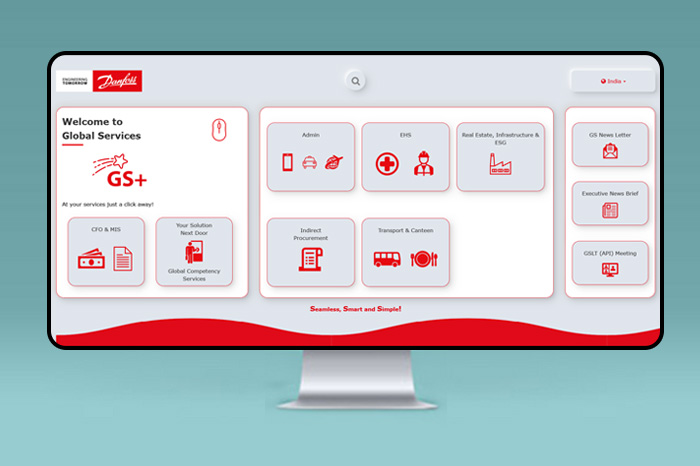 ENGINEERING
TOMORROW
Danfoss
India
Welcome to
Global Services
GS+
At your services just a click away!
CFO & MIS
Your Solution
Next Door
Global Competency
Services
Admin
EHS
Real Estate, Infrastructure &
ESG
Indirect
Procurement
Transport & Canteen
GS News Letter
Executive News Brief
GSLT (API) Meeting
Seamless, Smart and Simple!